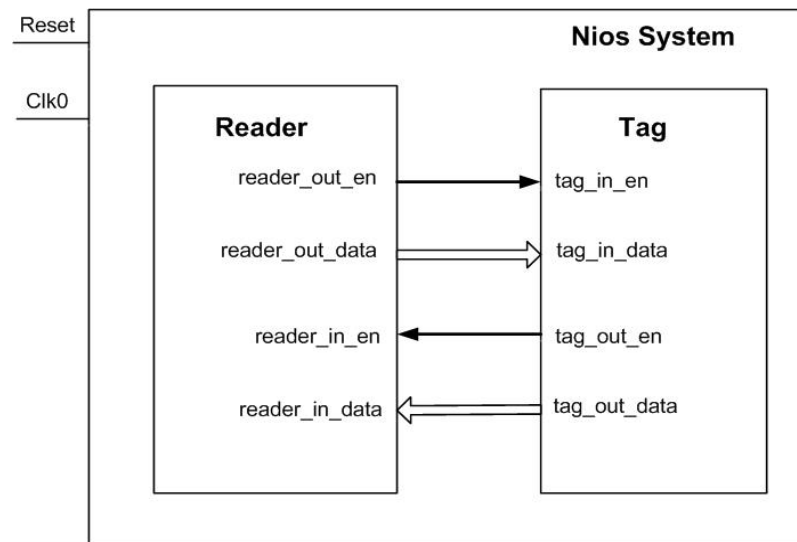 Reset
Nios System
Clk0
Reader
Tag
reader_out_en
tag_in_en
reader_out_data
tag_in_data
reader_in_en
tag_out_en
reader_in_data
tag_out_data